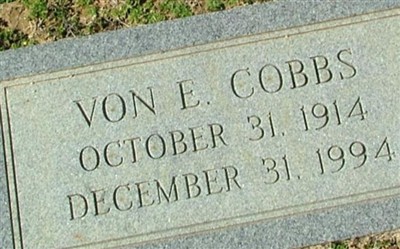 VON E. COBBS
OCTOBER 31, 1914
DECEMBER 31, 1994